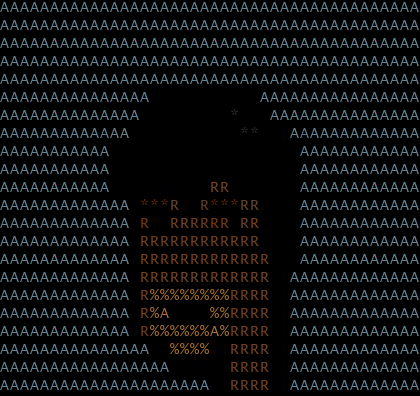 AAAAAAAAAAAAAAAAAAAAAAAAAAAAAAAAAAAAAAAAAA
AAAAAAAAAAAAAAAAAAAAAAAAAAAAAAAAAAAAAAAAAA
AAAAAAAAAAAAAAAAAAAAAAAAAAAAAAAAAAAAAAAAAA
AAAAAAAAAAAAAAAAAAAAAAAAAAAAAAAAAAAAAAAAAA
AAAAAAAAAAAAAAAAAAAAAAAAAAAAAAAAAAAAAAAAAA
AAAAAAAAAAAAAAA           AAAAAAAAAAAAAAAA
AAAAAAAAAAAAAA         *   AAAAAAAAAAAAAAA
AAAAAAAAAAAAA           **   AAAAAAAAAAAAA
AAAAAAAAAAA                   AAAAAAAAAAAA
AAAAAAAAAAA                   AAAAAAAAAAAA
AAAAAAAAAAA          RR       AAAAAAAAAAAA
AAAAAAAAAAAAA ***R  R***RR    AAAAAAAAAAAA
AAAAAAAAAAAAA R  RRRRRR RR    AAAAAAAAAAAA
AAAAAAAAAAAAA RRRRRRRRRRRR    AAAAAAAAAAAA
AAAAAAAAAAAAA RRRRRRRRRRRRR   AAAAAAAAAAAA
AAAAAAAAAAAAA RRRRRRRRRRRRR  AAAAAAAAAAAAA
AAAAAAAAAAAAA R%%%%%%%%RRRR  AAAAAAAAAAAAA
AAAAAAAAAAAAA R%A    %%RRRR  AAAAAAAAAAAAA
AAAAAAAAAAAAA R%%%%%%A%RRRR  AAAAAAAAAAAAA
AAAAAAAAAAAAAAA  %%%%  RRRR  AAAAAAAAAAAAA
AAAAAAAAAAAAAAAAA      RRRR  AAAAAAAAAAAAA
AAAAAAAAAAAAAAAAAAAAA  RRRR  AAAAAAAAAAAAA